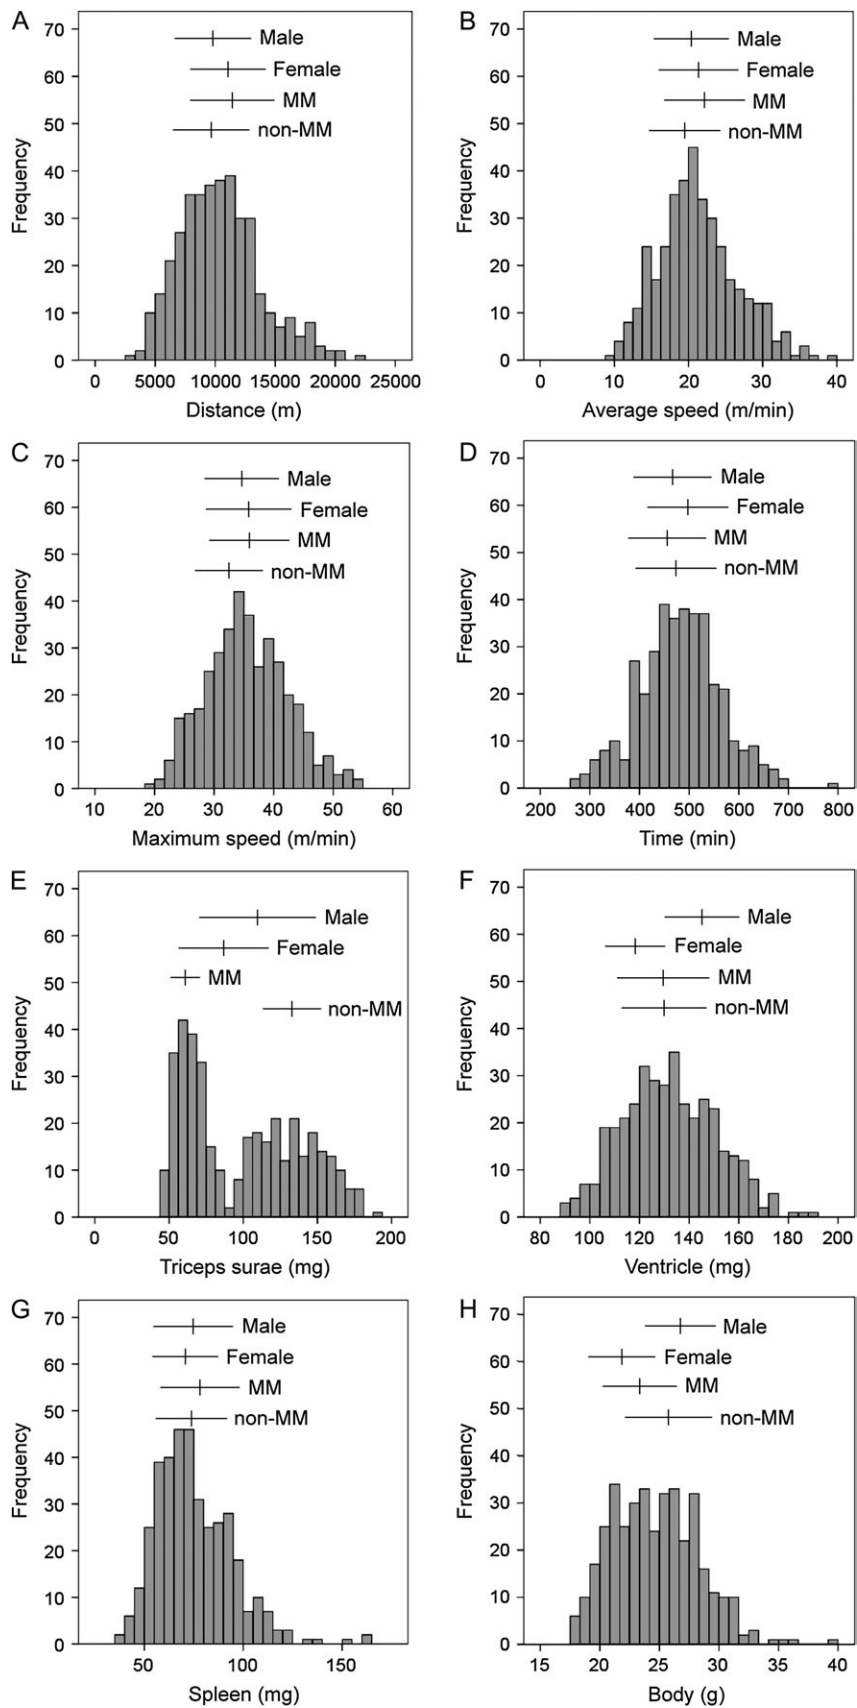 A
70
60
50
40
30
20
10
0
Frequency
Male
Female
MM
non-MM
0 5000 10000 15000 20000 25000
Distance (m)
B
70
60
50
40
30
20
10
0
Frequency
Male
Female
MM
non-MM
0 10 20 30 40
Average speed (m/min)
C
70
60
50
40
30
20
10
0
Frequency
Male
Female
MM
non-MM
10 20 30 40 50 60
Maximum speed (m/min)
D
70
60
50
40
30
20
10
0
Frequency
Male
Female
MM
non-MM
200 300 400 500 600 700 800
Time (min)
E
70
60
50
40
30
20
10
0
Frequency
Male
Female
MM
non-MM
0 50 100 150 200
Triceps surae (mg)
F
70
60
50
40
30
20
10
0
Frequency
Male
Female
MM
non-MM
80 100 120 140 160 180 200
Ventricle (mg)
G
70
60
50
40
30
20
10
0
Frequency
Male
Female
MM
non-MM
50 100 150
Spleen (mg)
H
70
60
50
40
30
20
10
0
Frequency
Male
Female
MM
non-MM
15 20 25 30 35 40
Body (g)